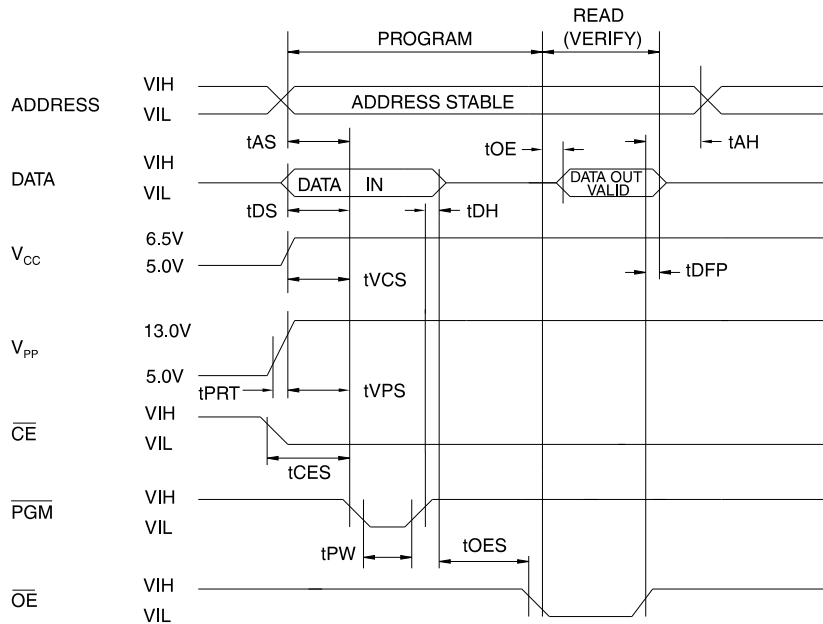 READ
PROGRAM (VERIFY)
VIH
ADDRESS ADDRESS STABLE
VIL
tAS tOE tAH
VIH
DATA DATA IN DATA OUT
VIL VALID
tDS tDH
6.5V
VCC
5.0V tVCS tDFP
13.0V
VPP
5.0V
tPRT tVPS
VIH
CE
VIL
tCES
VIH
PGM
VIL
tPW tOES
VIH
OE
VIL